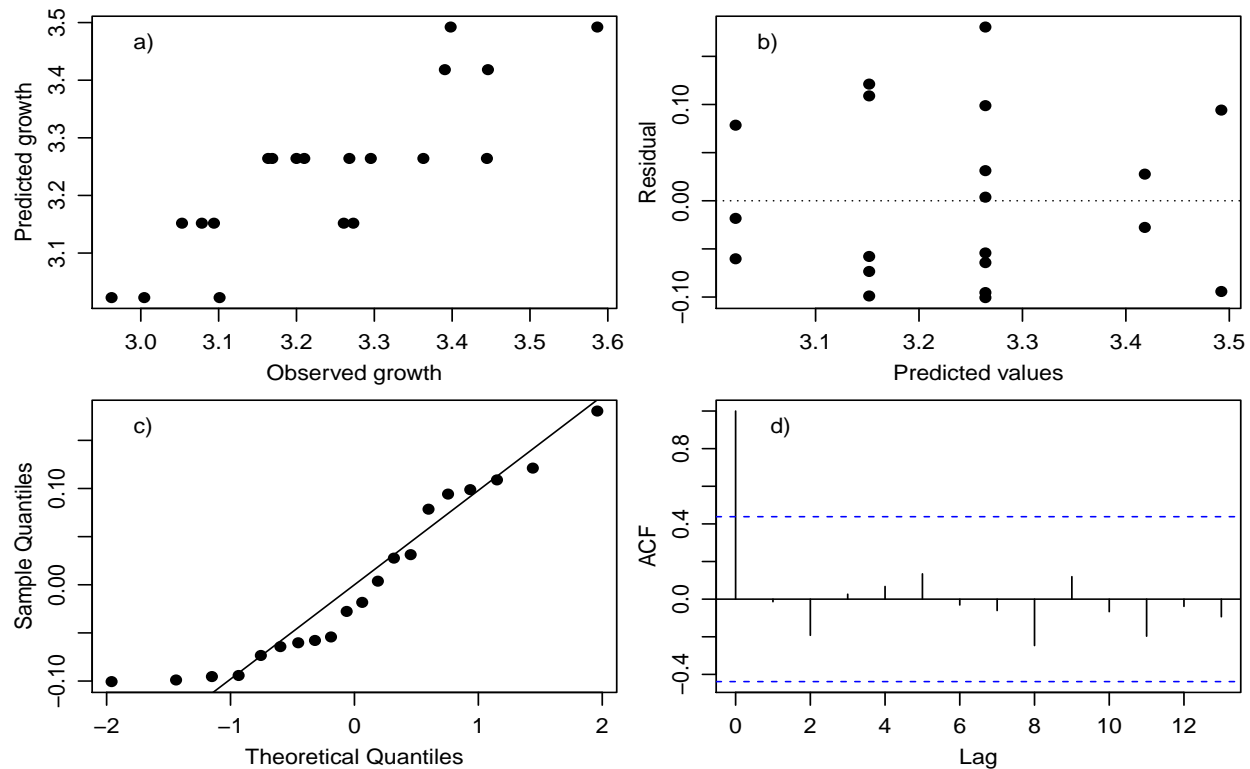 a)
Predicted growth
3.1 3.2 3.3 3.4 3.5
3.0 3.1 3.2 3.3 3.4 3.5 3.6
Observed growth
b)
Residual
−0.10 0.00 0.10
3.1 3.2 3.3 3.4 3.5
Predicted values
c)
Sample Quantiles
−0.10 0.00 0.10
−2 −1 0 1 2
Theoretical Quantiles
d)
ACF
−0.4 0.0 0.4 0.8
0 2 4 6 8 10 12
Lag